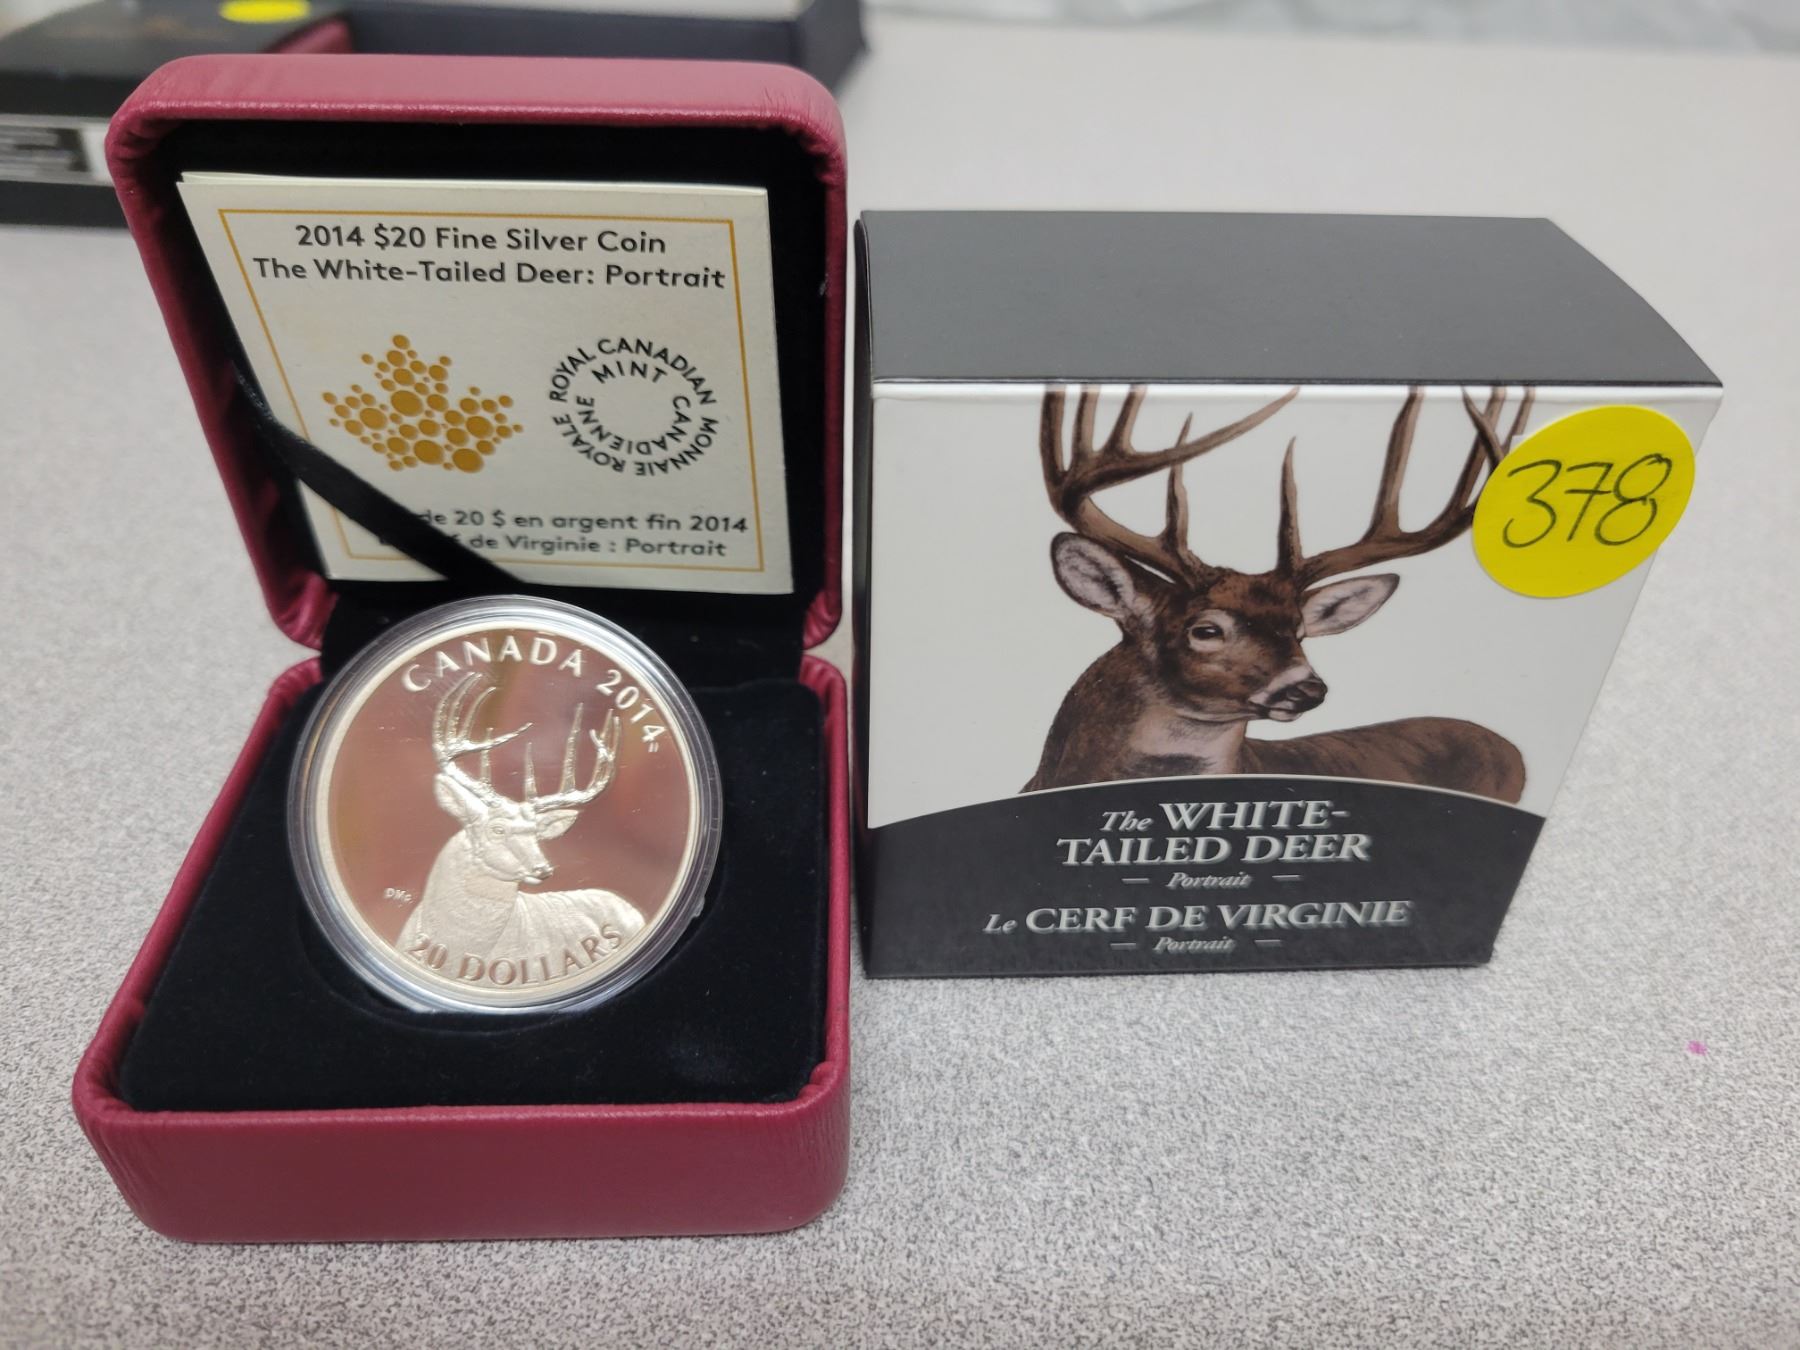 2014 $20 Fine Silver Coin
The White-Tailed Deer: Portrait
ROYAL CANADIAN MINT
MONNAIE ROYALE CANADIENNE
de 20 $ en argent fin 2014
de Virginie : Portrait
CANADA 2014
20 DOLLARS
378
The WHITE-
TAILED DEER
Portrait
Le CERF DE VIRGINIE
Portrait